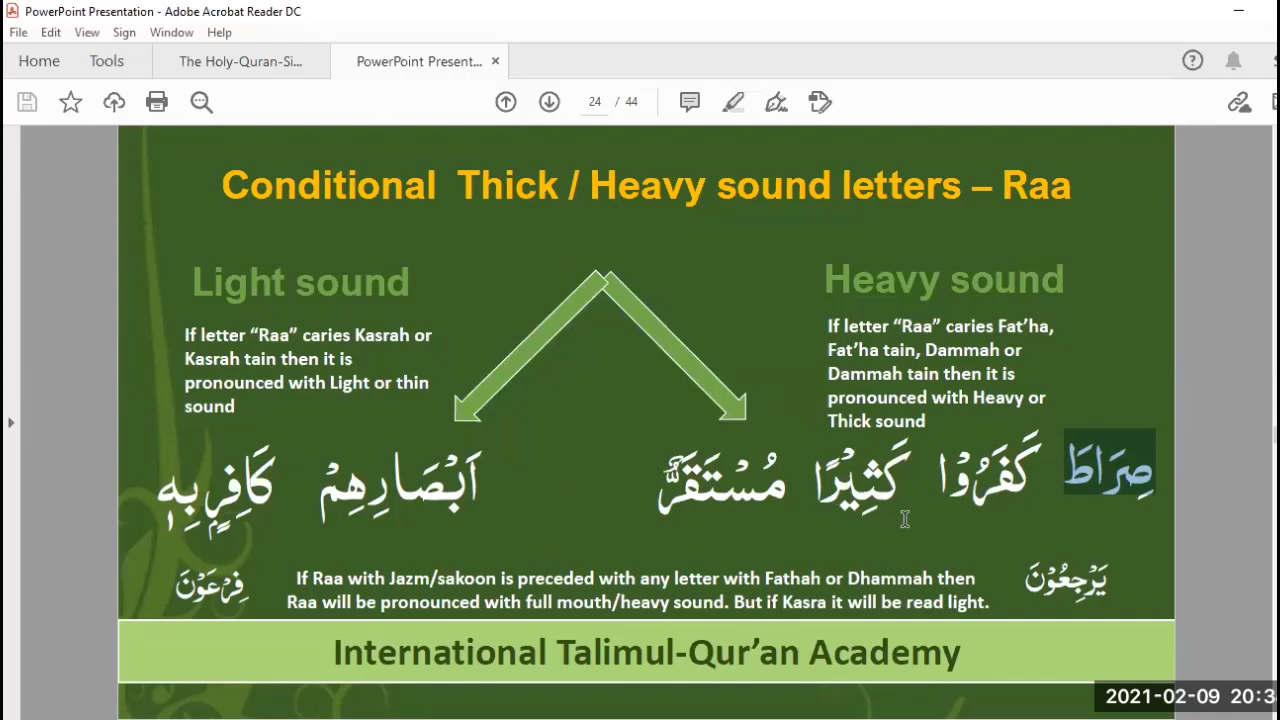 PowerPoint Presentation - Adobe Acrobat Reader DC
File Edit View Sign Window Help
Home Tools The Holy-Quran-Si... PowerPoint Present... ×
24 / 44
Conditional Thick / Heavy sound letters – Raa
Light sound
If letter “Raa” caries Kasrah or
Kasrah tain then it is
pronounced with Light or thin
sound
Heavy sound
If letter “Raa” caries Fat’ha,
Fat’ha tain, Dammah or
Dammah tain then it is
pronounced with Heavy or
Thick sound
صِرَاطَ كَفَرُوْا كَثِيْرًا مُسْتَقَرٌّ اَبْصَارِهِمْ كَافِرٍ بِهٖ
يَرْجِعُوْنَ
If Raa with Jazm/sakoon is preceded with any letter with Fathah or Dhammah then
Raa will be pronounced with full mouth/heavy sound. But if Kasra it will be read light.
فِرْعَوْنَ
International Talimul-Qur’an Academy
2021-02-09 20:3